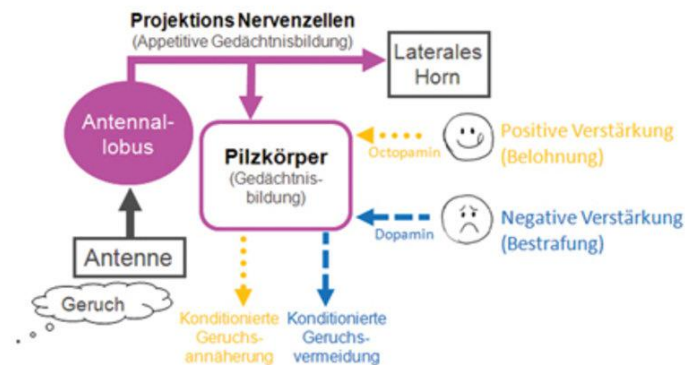 Projektions Nervenzellen
(Appetitive Gedächtnisbildung)
Laterales
Horn
Antennal-
lobus
Pilzkörper
(Gedächtnis-
bildung)
Octopamin
Positive Verstärkung
(Belohnung)
Dopamin
Negative Verstärkung
(Bestrafung)
Antenne
Geruch
Konditionierte
Geruchs-
annäherung
Konditionierte
Geruchs-
vermeidung